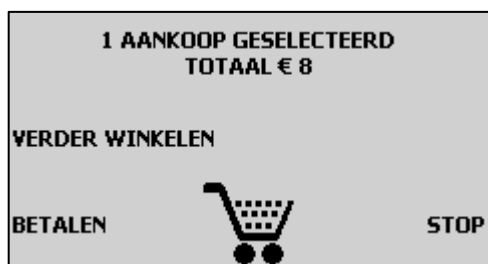 1 AANKOOP GESELECTEERD
TOTAAL € 8
VERDER WINKELEN
BETALEN
STOP